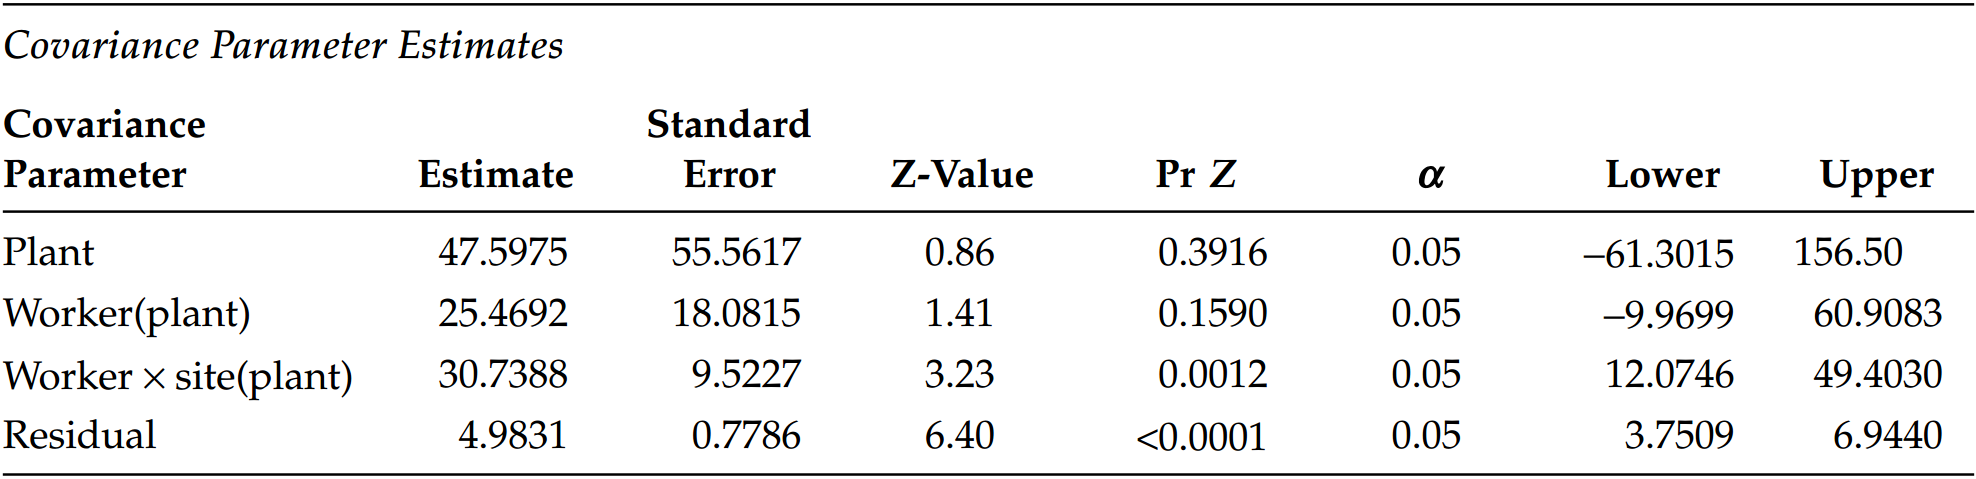 Covariance Parameter Estimates
Covariance Standard
Parameter Estimate Error Z-Value Pr Z α Lower Upper
Plant 47.5975 55.5617 0.86 0.3916 0.05 –61.3015 156.50
Worker(plant) 25.4692 18.0815 1.41 0.1590 0.05 –9.9699 60.9083
Worker × site(plant) 30.7388 9.5227 3.23 0.0012 0.05 12.0746 49.4030
Residual 4.9831 0.7786 6.40 <0.0001 0.05 3.7509 6.9440